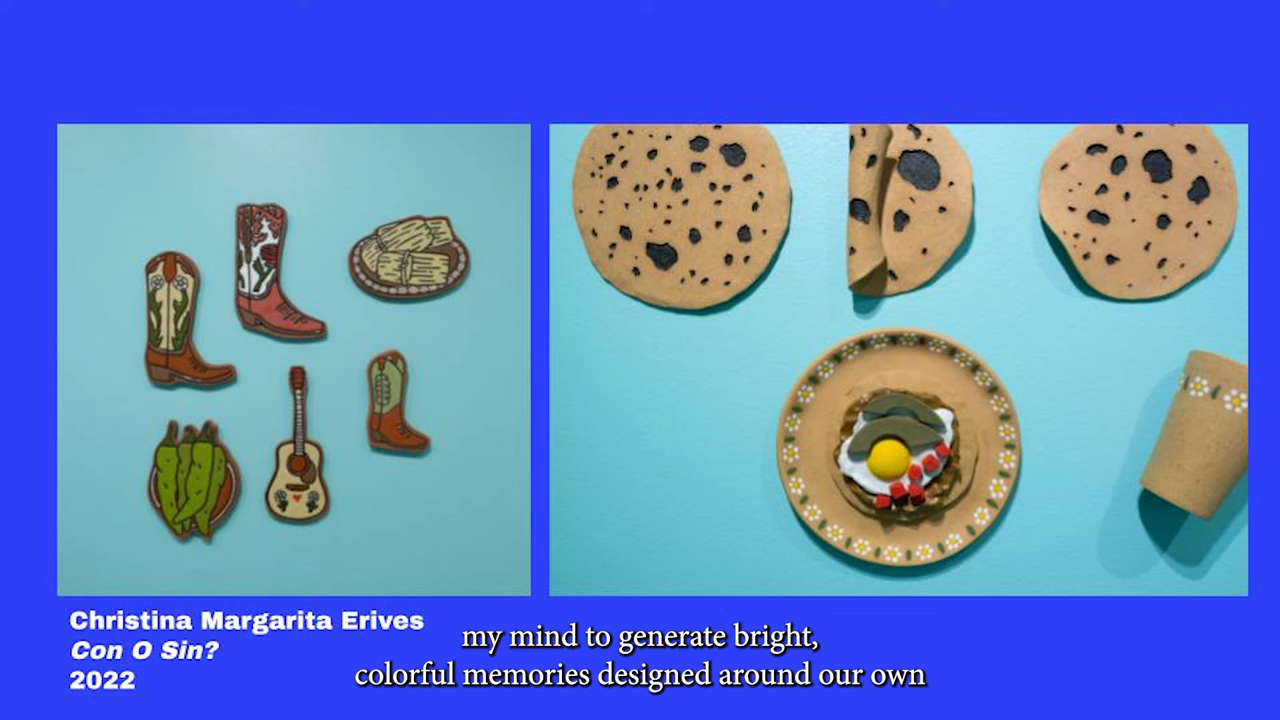 Christina Margarita Erives
Con O Sin?
2022
my mind to generate bright,
colorful memories designed around our own